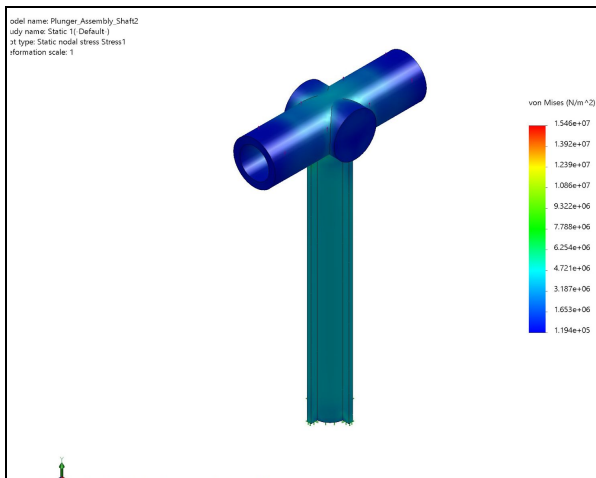 odel name: Plunger_Assembly_Shaft2
udy name: Static 1(-Default-)
ot type: Static nodal stress Stress1
eformation scale: 1
von Mises (N/m^2)
1.546e+07
1.392e+07
1.239e+07
1.086e+07
9.322e+06
7.788e+06
6.254e+06
4.721e+06
3.187e+06
1.653e+06
1.194e+05
Y